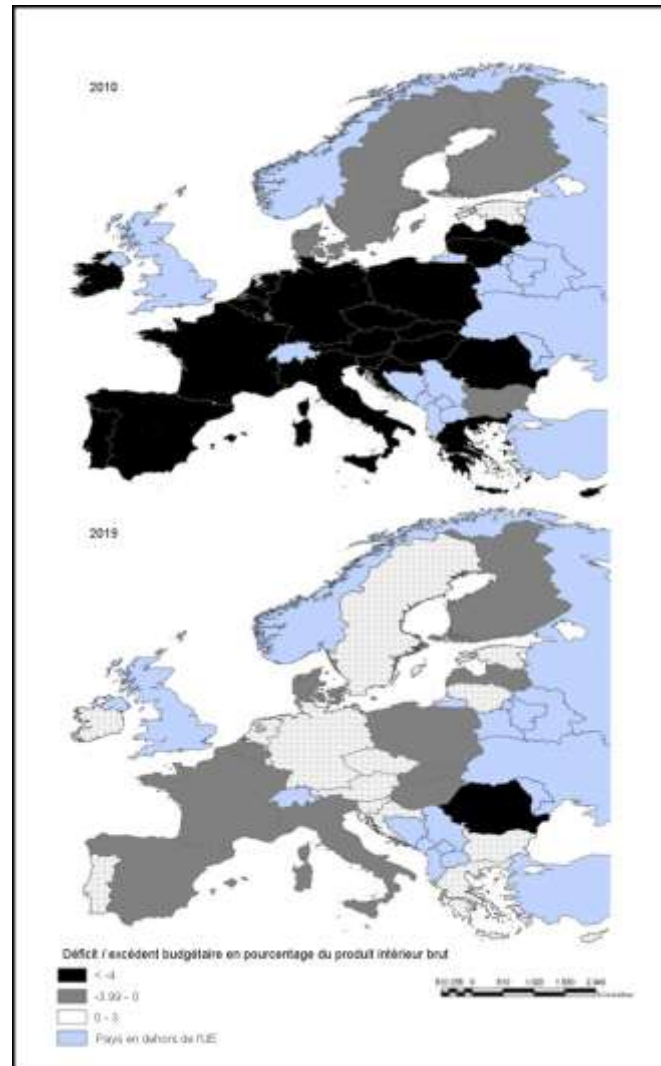 2010
2019
Déficit / excédent budgétaire en pourcentage du produit intérieur brut
< -4
-3.99 - 0
0 - 3
Pays en dehors de l'UE